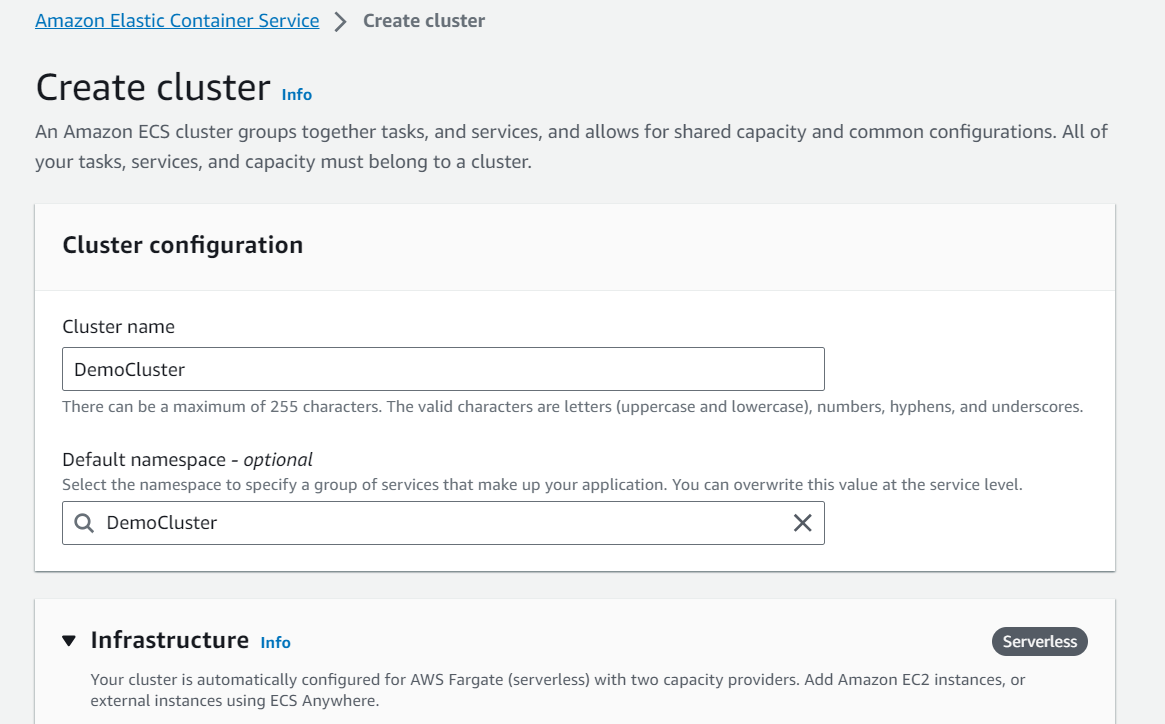 Amazon Elastic Container Service > Create cluster
Create cluster Info
An Amazon ECS cluster groups together tasks, and services, and allows for shared capacity and common configurations. All of
your tasks, services, and capacity must belong to a cluster.
Cluster configuration
Cluster name
DemoCluster
There can be a maximum of 255 characters. The valid characters are letters (uppercase and lowercase), numbers, hyphens, and underscores.
Default namespace - optional
Select the namespace to specify a group of services that make up your application. You can overwrite this value at the service level.
DemoCluster
Infrastructure Info Serverless
Your cluster is automatically configured for AWS Fargate (serverless) with two capacity providers. Add Amazon EC2 instances, or
external instances using ECS Anywhere.